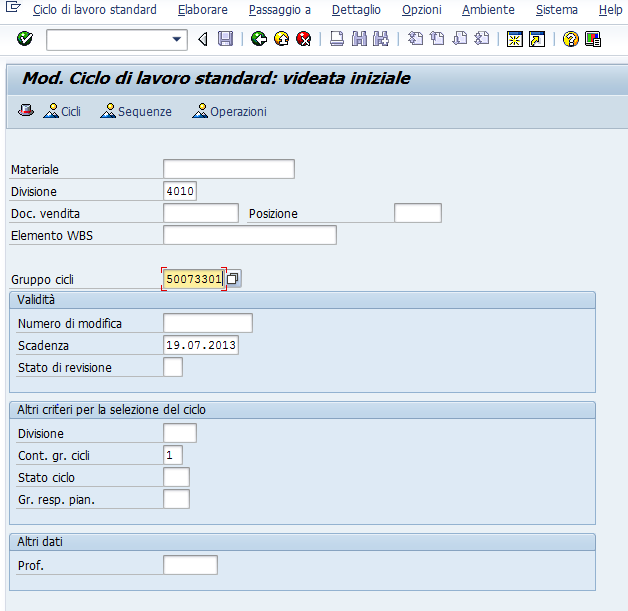 Ciclo di lavoro standard Elaborare Passaggio a Dettaglio Opzioni Ambiente Sistema Help
Mod. Ciclo di lavoro standard: videata iniziale
Cicli Sequenze Operazioni
Materiale
Divisione 4010
Doc. vendita Posizione
Elemento WBS
Gruppo cicli 50073301
Validità
Numero di modifica
Scadenza 19.07.2013
Stato di revisione
Altri criteri per la selezione del ciclo
Divisione
Cont. gr. cicli 1
Stato ciclo
Gr. resp. pian.
Altri dati
Prof.